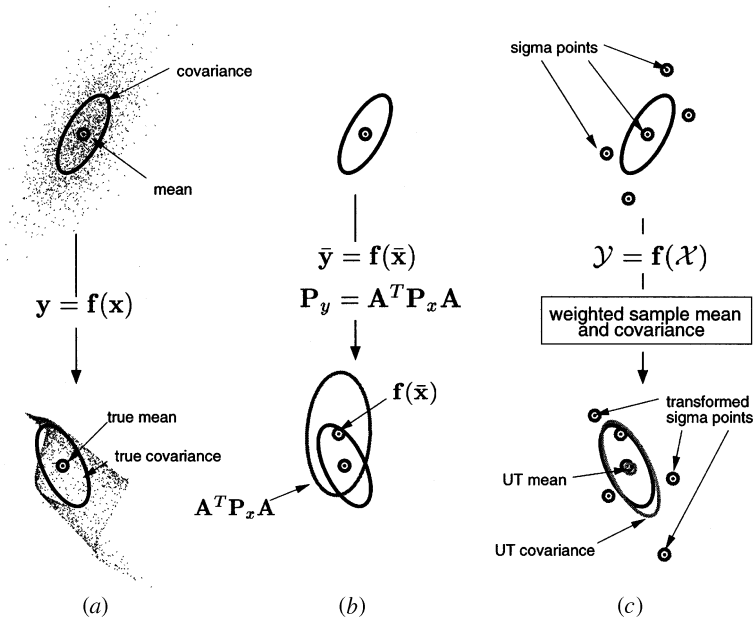 covariance
mean
y = f(x)
true mean
true covariance
(a)
ȳ = f(x̄)
P_y = A^T P_x A
f(x̄)
A^T P_x A
(b)
sigma points
𝒴 = f(𝒳)
weighted sample mean
and covariance
transformed
sigma points
UT mean
UT covariance
(c)